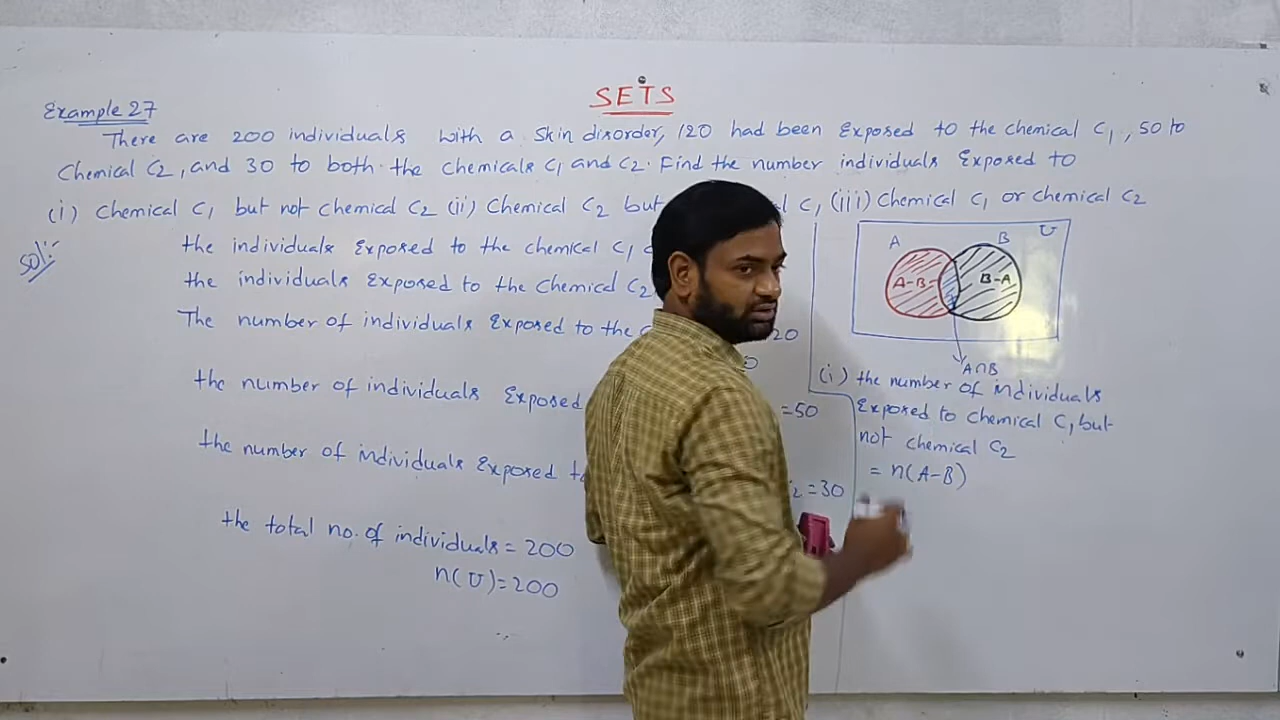 SETS
Example 27
There are 200 individuals with a skin disorder, 120 had been Exposed to the chemical C₁, 50 to
Chemical C₂, and 30 to both the chemicals C₁ and C₂. Find the number individuals Exposed to
(i) Chemical C₁ but not Chemical C₂ (ii) Chemical C₂ but C₁ (iii) Chemical C₁ or chemical C₂
Sol:
the individuals Exposed to the chemical C₁
the individuals Exposed to the Chemical C₂
The number of individuals Exposed to the
the number of individuals Exposed =50
the number of individuals Exposed =30
the total no. of individuals = 200
n(U)=200
U
A B
A-B B-A
A∩B
(i) the number of individuals
Exposed to chemical C₁, but
not chemical C₂
= n(A-B)